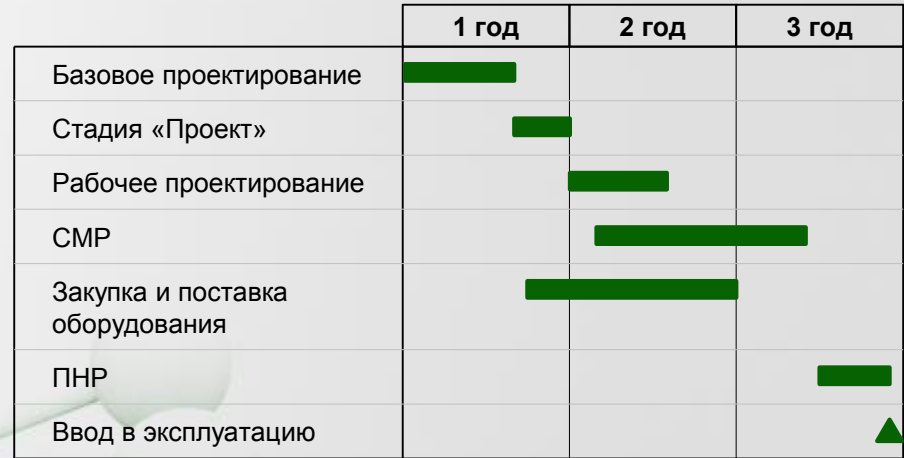 1 год 2 год 3 год
Базовое проектирование
Стадия «Проект»
Рабочее проектирование
СМР
Закупка и поставка
оборудования
ПНР
Ввод в эксплуатацию